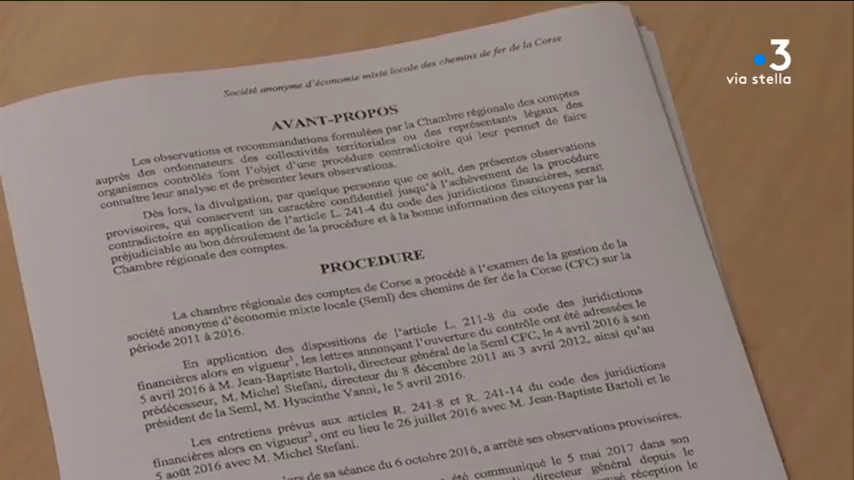 3
via stella
Société anonyme d'économie mixte locale des chemins de fer de la Corse
AVANT-PROPOS
Les observations et recommandations formulées par la Chambre régionale des comptes
auprès des ordonnateurs des collectivités territoriales ou des représentants légaux des
organismes contrôlés font l'objet d'une procédure contradictoire qui leur permet de faire
connaître leur analyse et de présenter leurs observations.
Dès lors, la divulgation, par quelque personne que ce soit, des présentes observations
provisoires, qui conservent un caractère confidentiel jusqu'à l'achèvement de la procédure
contradictoire en application de l'article L. 241-4 du code des juridictions financières, serait
préjudiciable au bon déroulement de la procédure et à la bonne information des citoyens par la
Chambre régionale des comptes.
PROCEDURE
La chambre régionale des comptes de Corse a procédé à l'examen de la gestion de la
société anonyme d'économie mixte locale (Seml) des chemins de fer de la Corse (CFC) sur la
période 2011 à 2016.
En application des dispositions de l'article L. 211-8 du code des juridictions
financières alors en vigueur¹, les lettres annonçant l'ouverture du contrôle ont été adressées le
5 avril 2016 à M. Jean-Baptiste Bartoli, directeur général de la Seml CFC, le 4 avril 2016 à son
prédécesseur, M. Michel Stefani, directeur du 8 décembre 2011 au 3 avril 2012, ainsi qu'au
président de la Seml, M. Hyacinthe Vanni, le 5 avril 2016.
Les entretiens prévus aux articles R. 241-8 et R. 241-14 du code des juridictions
financières alors en vigueur², ont eu lieu le 26 juillet 2016 avec M. Jean-Baptiste Bartoli et le
5 août 2016 avec M. Michel Stefani.
lors de sa séance du 6 octobre 2016, a arrêté ses observations provisoires.
été communiqué le 5 mai 2017 dans son
directeur général depuis le
réception le